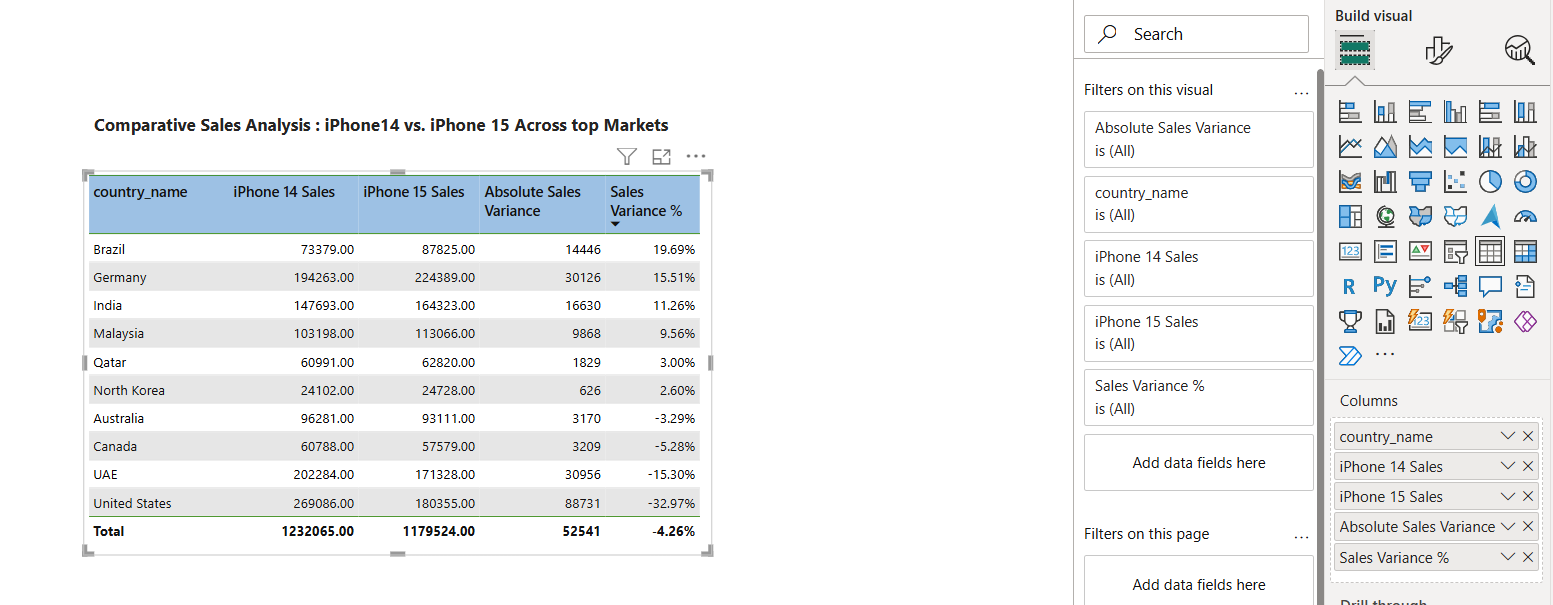 Comparative Sales Analysis : iPhone14 vs. iPhone 15 Across top Markets
country_name iPhone 14 Sales iPhone 15 Sales Absolute Sales Variance Sales Variance %
Brazil 73379.00 87825.00 14446 19.69%
Germany 194263.00 224389.00 30126 15.51%
India 147693.00 164323.00 16630 11.26%
Malaysia 103198.00 113066.00 9868 9.56%
Qatar 60991.00 62820.00 1829 3.00%
North Korea 24102.00 24728.00 626 2.60%
Australia 96281.00 93111.00 3170 -3.29%
Canada 60788.00 57579.00 3209 -5.28%
UAE 202284.00 171328.00 30956 -15.30%
United States 269086.00 180355.00 88731 -32.97%
Total 1232065.00 1179524.00 52541 -4.26%
Search
Filters on this visual
Absolute Sales Variance
is (All)
country_name
is (All)
iPhone 14 Sales
is (All)
iPhone 15 Sales
is (All)
Sales Variance %
is (All)
Add data fields here
Filters on this page
Add data fields here
Build visual
123
R Py
123
Columns
country_name
iPhone 14 Sales
iPhone 15 Sales
Absolute Sales Variance
Sales Variance %
Drill through